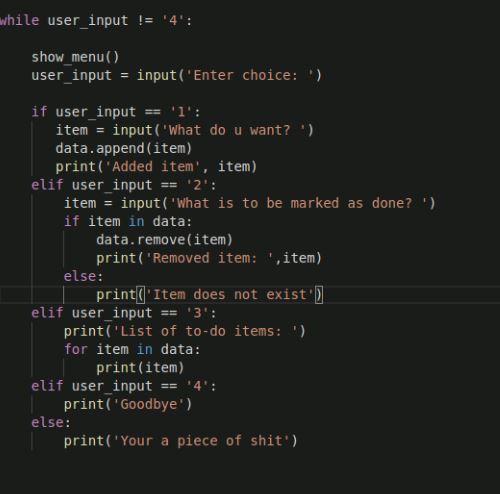 while user_input != '4':
show_menu()
user_input = input('Enter choice: ')
if user_input == '1':
item = input('What do u want? ')
data.append(item)
print('Added item', item)
elif user_input == '2':
item = input('What is to be marked as done? ')
if item in data:
data.remove(item)
print('Removed item: ',item)
else:
print('Item does not exist')
elif user_input == '3':
print('List of to-do items: ')
for item in data:
print(item)
elif user_input == '4':
print('Goodbye')
else:
print('Your a piece of shit')